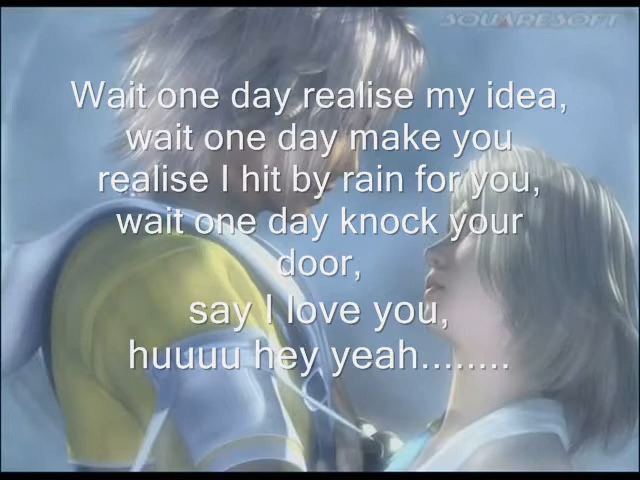 SQUARESOFT
Wait one day realise my idea,
wait one day make you
realise I hit by rain for you,
wait one day knock your
door,
say I love you,
huuuu hey yeah........